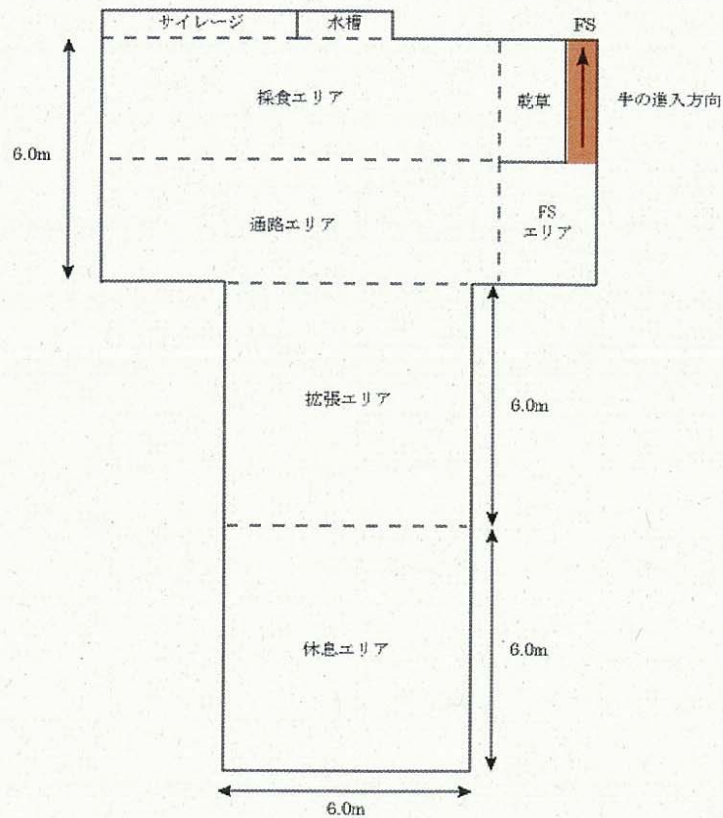 サイレージ
水槽
FS
採食エリア
乾草
牛の進入方向
6.0m
通路エリア
FS
エリア
拡張エリア
6.0m
休息エリア
6.0m
6.0m